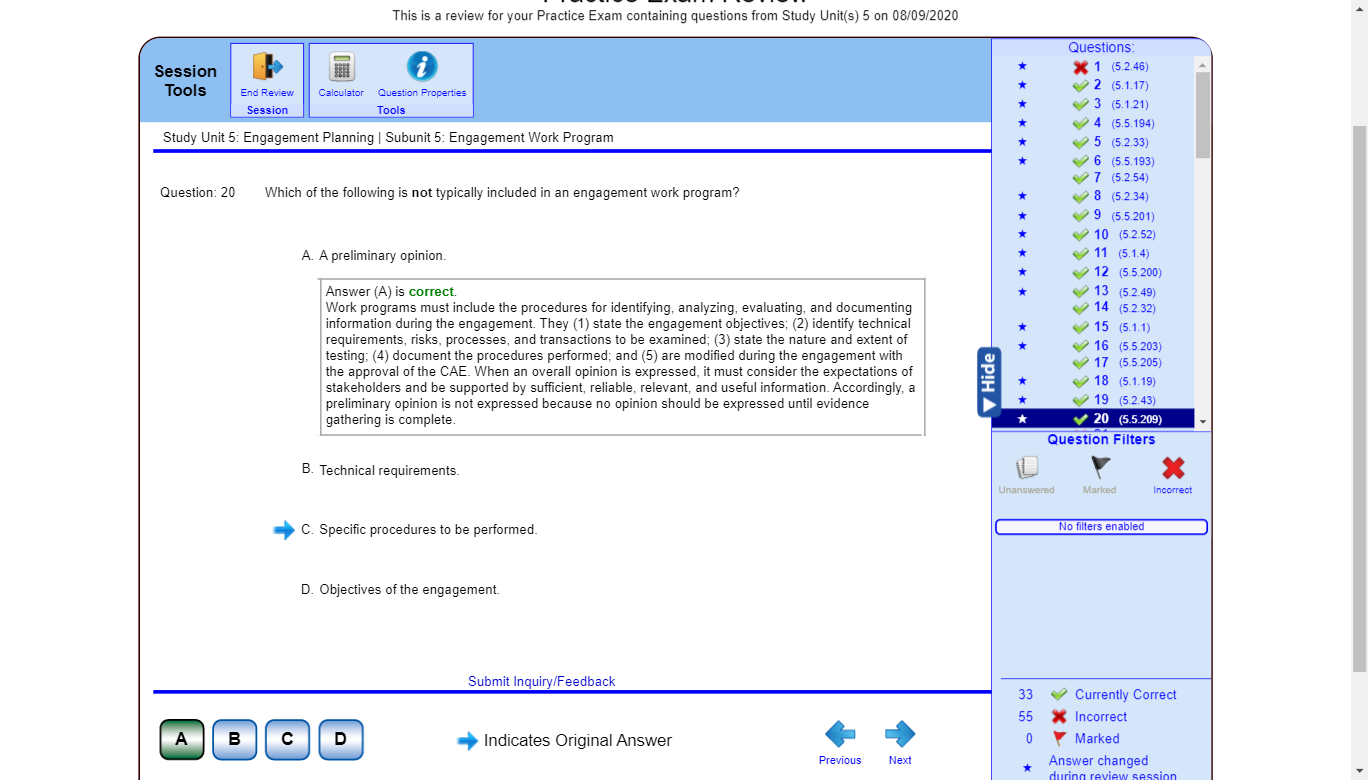 Practice Exam Review
This is a review for your Practice Exam containing questions from Study Unit(s) 5 on 08/09/2020
Session
Tools
End Review
Session
Calculator
Question Properties
Tools
Study Unit 5: Engagement Planning | Subunit 5: Engagement Work Program
Question: 20
Which of the following is not typically included in an engagement work program?
A. A preliminary opinion.
Answer (A) is correct.
Work programs must include the procedures for identifying, analyzing, evaluating, and documenting
information during the engagement. They (1) state the engagement objectives; (2) identify technical
requirements, risks, processes, and transactions to be examined; (3) state the nature and extent of
testing; (4) document the procedures performed; and (5) are modified during the engagement with
the approval of the CAE. When an overall opinion is expressed, it must consider the expectations of
stakeholders and be supported by sufficient, reliable, relevant, and useful information. Accordingly, a
preliminary opinion is not expressed because no opinion should be expressed until evidence
gathering is complete.
B. Technical requirements.
C. Specific procedures to be performed.
D. Objectives of the engagement.
Submit Inquiry/Feedback
A
B
C
D
Indicates Original Answer
Previous
Next
Hide
Questions:
1 (5.2.46)
2 (5.1.17)
3 (5.1.21)
4 (5.5.194)
5 (5.2.33)
6 (5.5.193)
7 (5.2.54)
8 (5.2.34)
9 (5.5.201)
10 (5.2.52)
11 (5.1.4)
12 (5.5.200)
13 (5.2.49)
14 (5.2.32)
15 (5.1.1)
16 (5.5.203)
17 (5.5.205)
18 (5.1.19)
19 (5.2.43)
20 (5.5.209)
Question Filters
Unanswered
Marked
Incorrect
No filters enabled
33 Currently Correct
55 Incorrect
0 Marked
Answer changed
during review session